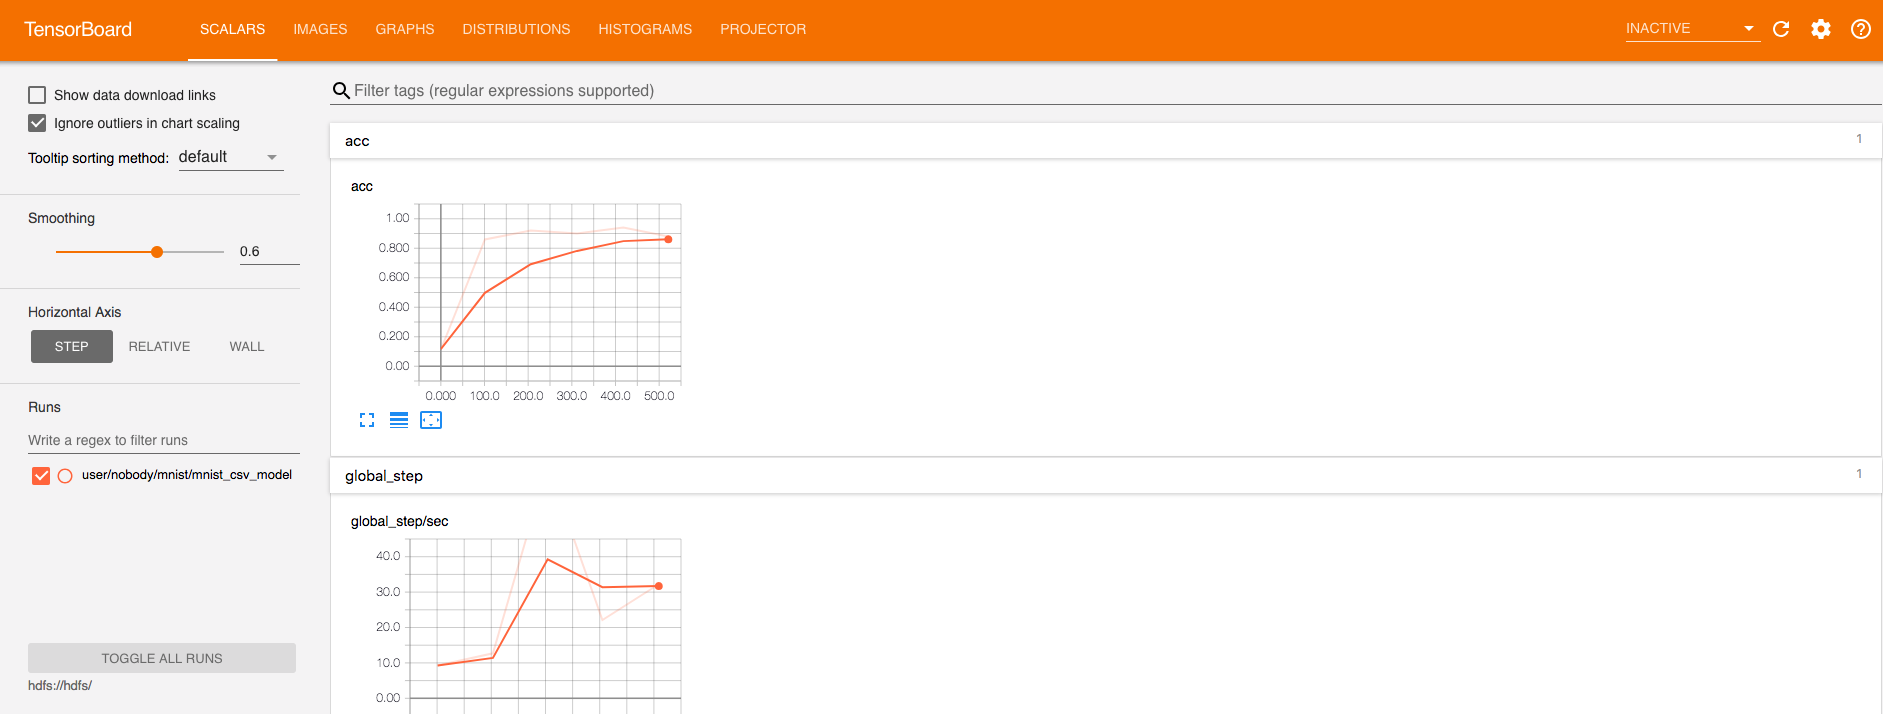 TensorBoard SCALARS IMAGES GRAPHS DISTRIBUTIONS HISTOGRAMS PROJECTOR INACTIVE
Show data download links
Ignore outliers in chart scaling
Tooltip sorting method: default
Smoothing
0.6
Horizontal Axis
STEP RELATIVE WALL
Runs
Write a regex to filter runs
user/nobody/mnist/mnist_csv_model
TOGGLE ALL RUNS
hdfs://hdfs/
Filter tags (regular expressions supported)
acc 1
acc
1.00
0.800
0.600
0.400
0.200
0.00
0.000 100.0 200.0 300.0 400.0 500.0
global_step 1
global_step/sec
40.0
30.0
20.0
10.0
0.00